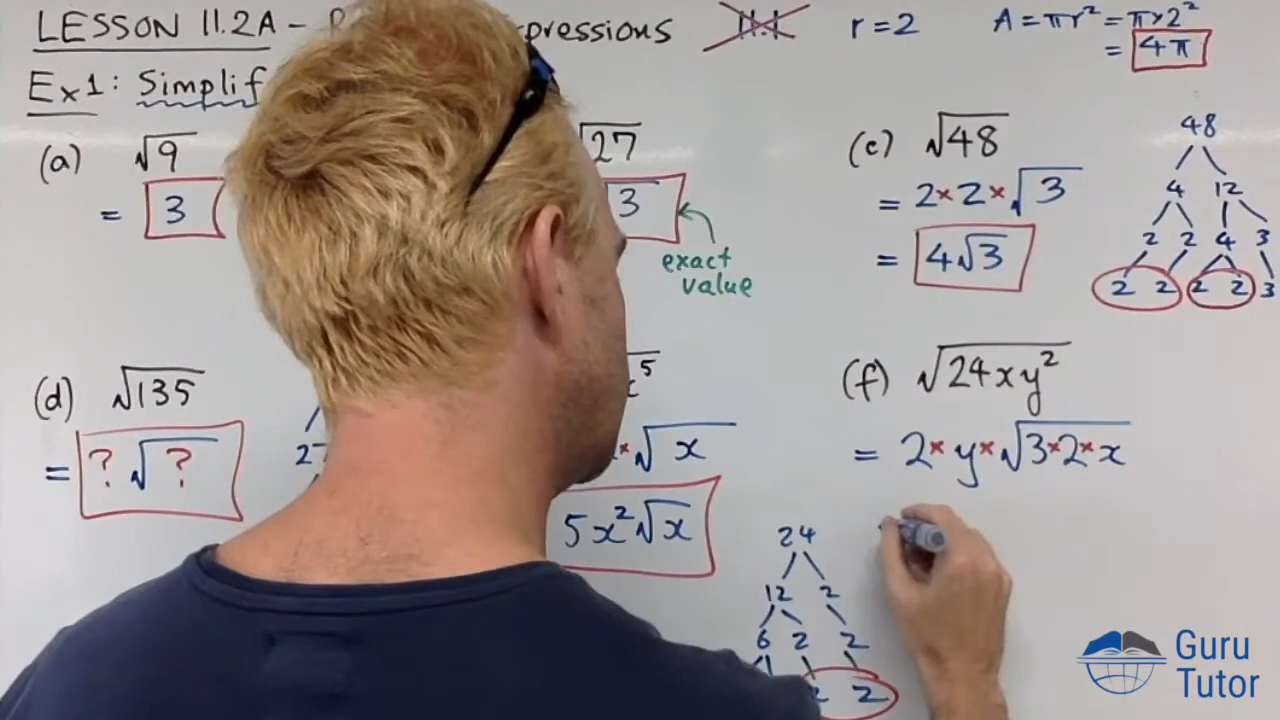 LESSON 11.2A – pressions
11.1
r = 2
A = πr² = π×2²
= 4π
Ex1: Simplif
(a) √9
= 3
√27
3
exact
value
(c) √48
= 2×2×√3
= 4√3
48
4 12
2 2 4 3
2 2 2 2 3
(d) √135
= ? √?
27
x⁵
× √x
5x²√x
(f) √24xy²
= 2×y×√3×2×x
24
12 2
6 2 2
2 2
Guru
Tutor